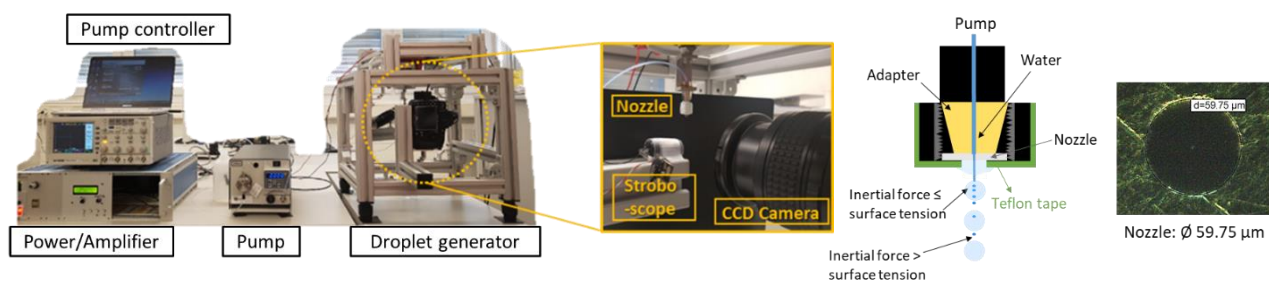 Pump controller
Power/Amplifier
Pump
Droplet generator
Nozzle
Strobo
-scope
CCD Camera
Pump
Adapter
Water
Nozzle
Inertial force ≤
surface tension
Teflon tape
Inertial force >
surface tension
d=59.75 µm
Nozzle: Ø 59.75 µm